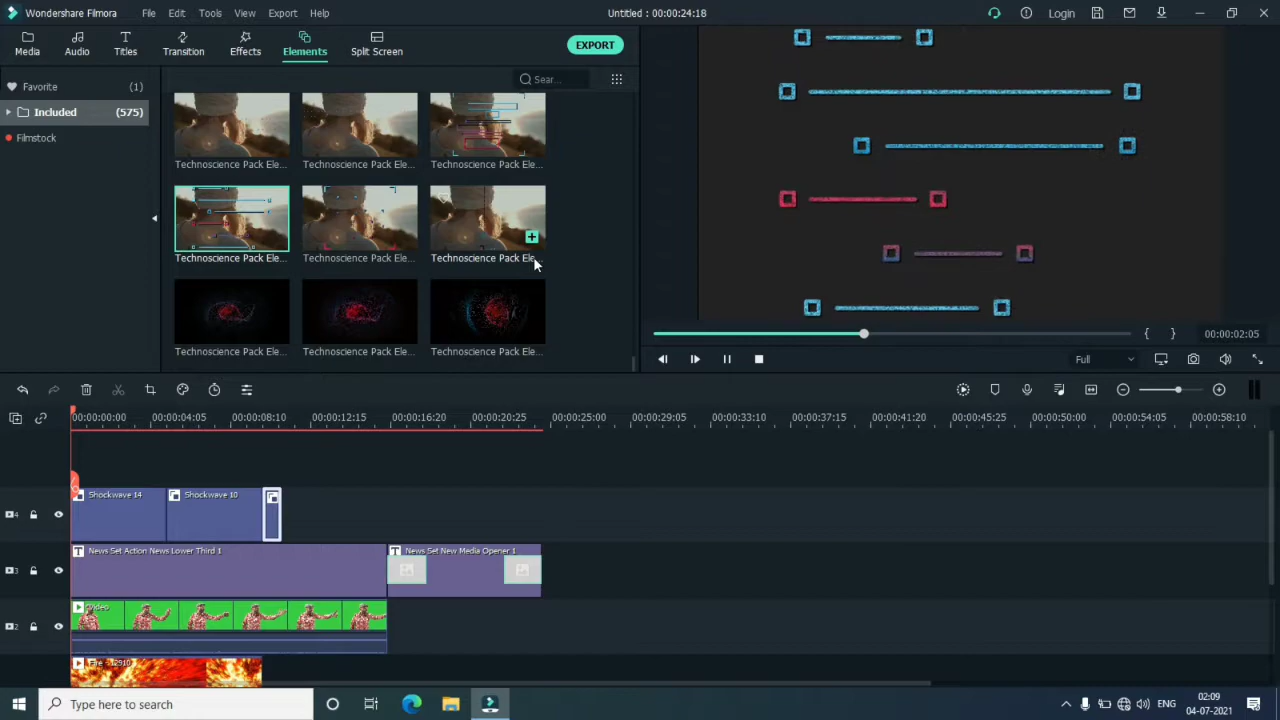 Wondershare Filmora
File
Edit
Tools
View
Export
Help
Untitled : 00:00:24:18
Login
Media
Audio
Titles
Transition
Effects
Elements
Split Screen
EXPORT
Favorite (1)
Included (575)
Filmstock
Sear...
Technoscience Pack Ele...
Technoscience Pack Ele...
Technoscience Pack Ele...
Technoscience Pack Ele...
Technoscience Pack Ele...
Technoscience Pack Ele...
Technoscience Pack Ele...
Technoscience Pack Ele...
Technoscience Pack Ele...
00:00:02:05
Full
00:00:00:00
00:00:04:05
00:00:08:10
00:00:12:15
00:00:16:20
00:00:20:25
00:00:25:00
00:00:29:05
00:00:33:10
00:00:37:15
00:00:41:20
00:00:45:25
00:00:50:00
00:00:54:05
00:00:58:10
Shockwave 14
Shockwave 10
4
News Set Action News Lower Third 1
News Set New Media Opener 1
3
Video
2
Type here to search
ENG
02:09
04-07-2021